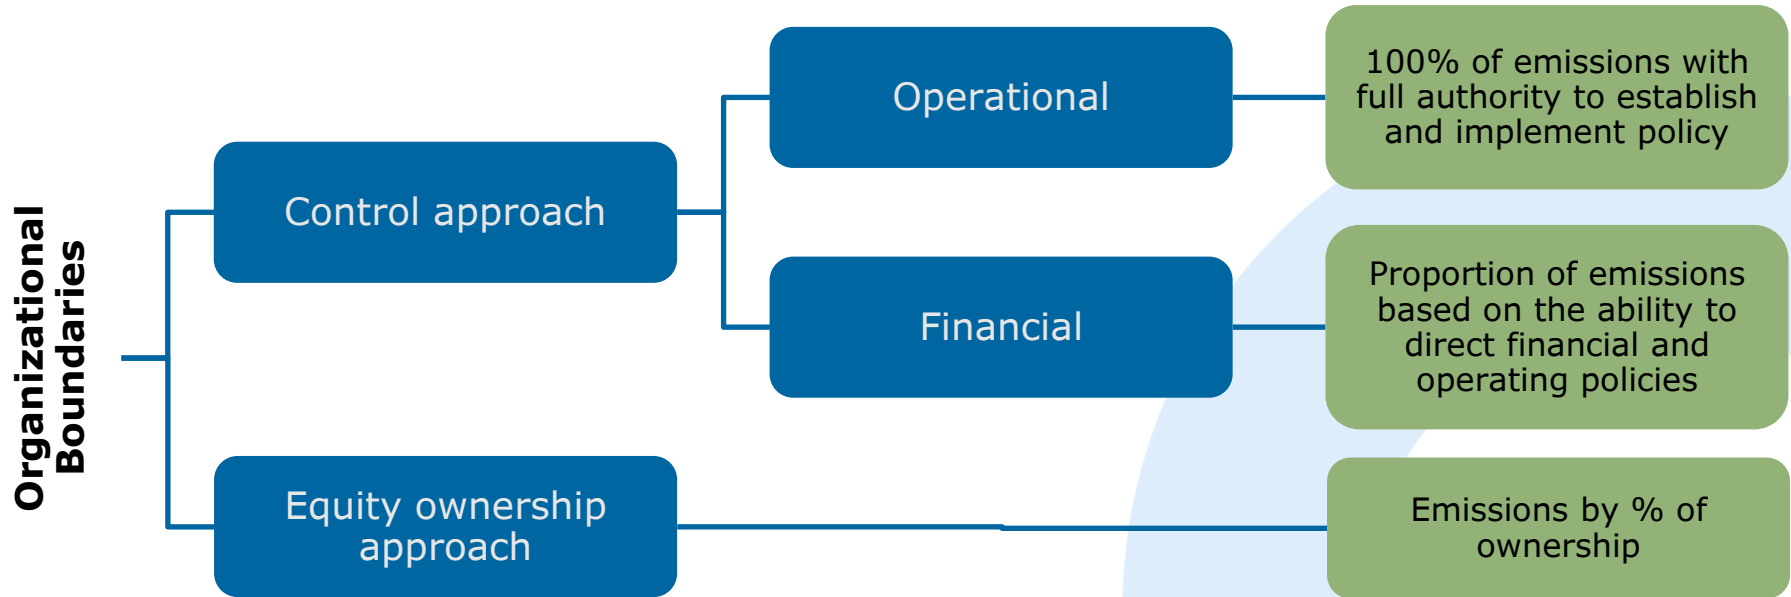 Organizational
Boundaries
Control approach
Operational
100% of emissions with
full authority to establish
and implement policy
Financial
Proportion of emissions
based on the ability to
direct financial and
operating policies
Equity ownership
approach
Emissions by % of
ownership